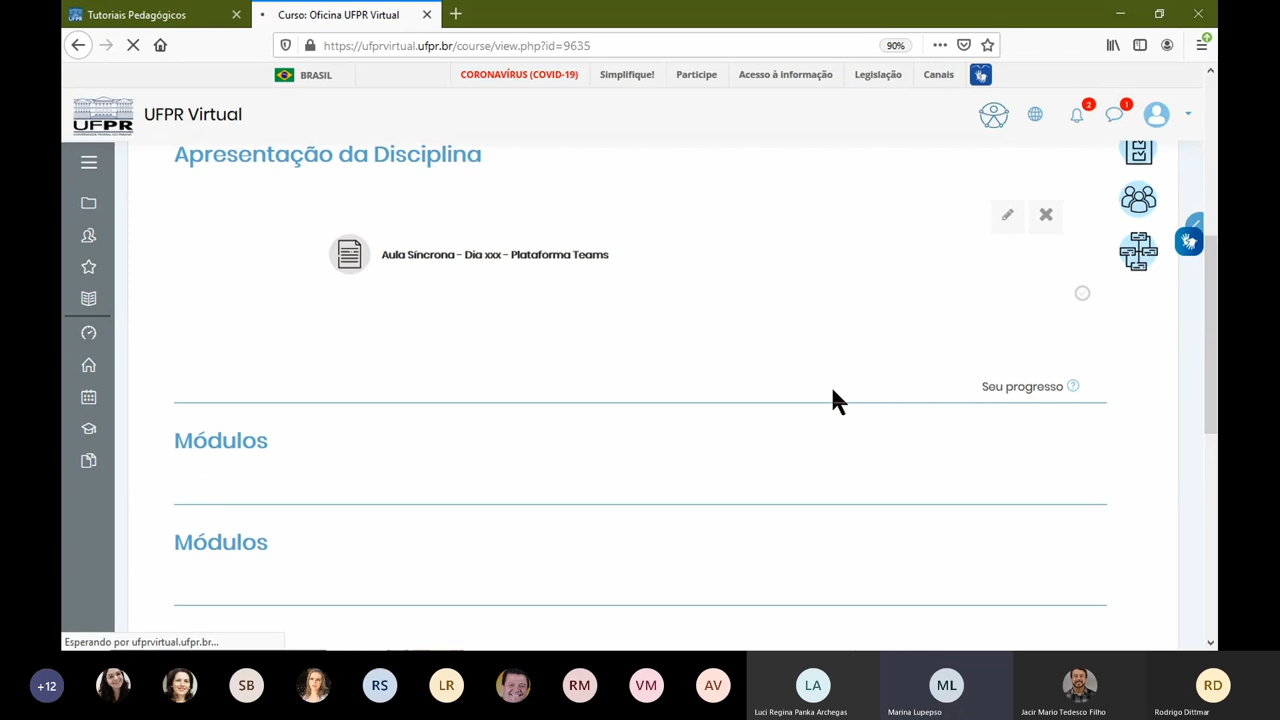 Tutoriais Pedagógicos
Curso: Oficina UFPR Virtual
https://ufprvirtual.ufpr.br/course/view.php?id=9635
90%
BRASIL
CORONAVÍRUS (COVID-19)
Simplifique!
Participe
Acesso à informação
Legislação
Canais
UFPR
UFPR Virtual
2
1
Apresentação da Disciplina
Aula Síncrona - Dia xxx - Plataforma Teams
Seu progresso
Módulos
Módulos
Esperando por ufprvirtual.ufpr.br...
+12
SB
RS
LR
RM
VM
AV
LA
ML
RD
Luci Regina Panka Archegas
Marina Lupepso
Jacir Mario Tedesco Filho
Rodrigo Dittmar